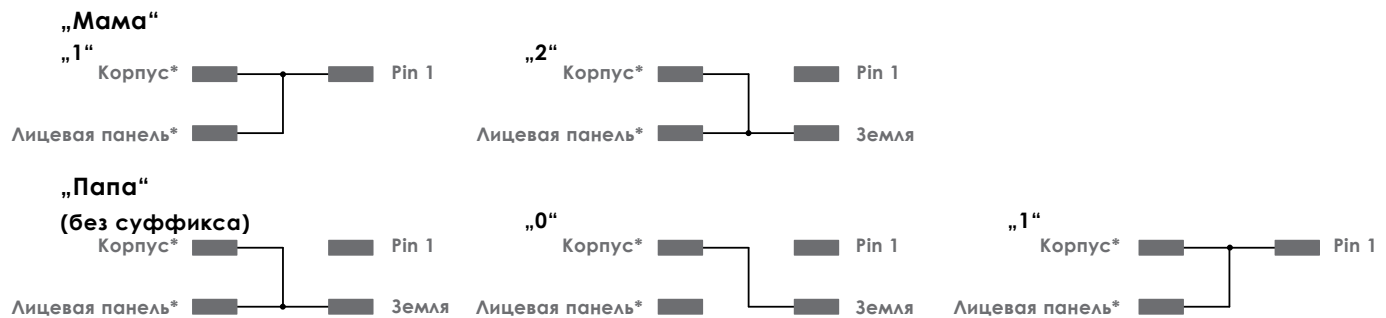 „Мама“
„1“ „2“
Корпус* Pin 1 Корпус* Pin 1
Лицевая панель* Лицевая панель* Земля
„Папа“
(без суффикса) „0“ „1“
Корпус* Pin 1 Корпус* Pin 1 Корпус* Pin 1
Лицевая панель* Земля Лицевая панель* Земля Лицевая панель*